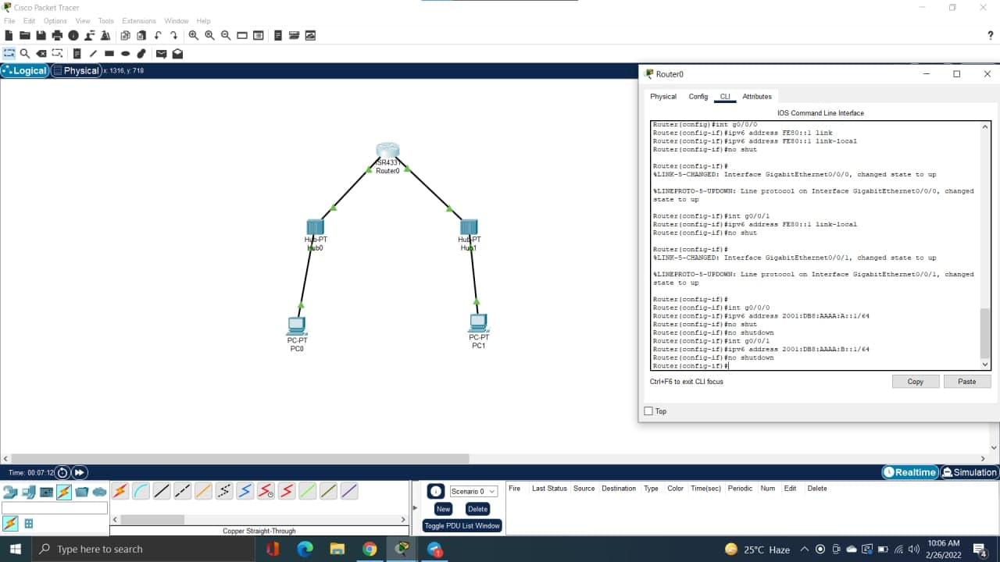 Cisco Packet Tracer
File Edit Options View Tools Extensions Window Help
?
Logical Physical x: 1316, y: 718
Router0
Physical Config CLI Attributes
IOS Command Line Interface
Router(config)#int g0/0/0
Router(config-if)#ipv6 address FE80::1 link
Router(config-if)#ipv6 address FE80::1 link-local
Router(config-if)#no shut
Router(config-if)#
%LINK-5-CHANGED: Interface GigabitEthernet0/0/0, changed state to up
%LINEPROTO-5-UPDOWN: Line protocol on Interface GigabitEthernet0/0/0, changed
state to up
Router(config-if)#int g0/0/1
Router(config-if)#ipv6 address FE80::1 link-local
Router(config-if)#no shut
Router(config-if)#
%LINK-5-CHANGED: Interface GigabitEthernet0/0/1, changed state to up
%LINEPROTO-5-UPDOWN: Line protocol on Interface GigabitEthernet0/0/1, changed
state to up
Router(config-if)#
Router(config-if)#int g0/0/0
Router(config-if)#ipv6 address 2001:DB8:AAAA:A::1/64
Router(config-if)#no shut
Router(config-if)#no shutdown
Router(config-if)#int g0/0/1
Router(config-if)#ipv6 address 2001:DB8:AAAA:B::1/64
Router(config-if)#no shutdown
Router(config-if)#
Ctrl+F6 to exit CLI focus
Copy Paste
Top
ISR4331
Router0
Hub-PT
Hub0
Hub-PT
Hub1
PC-PT
PC0
PC-PT
PC1
Time: 00:07:12
Realtime Simulation
Scenario 0
New Delete
Toggle PDU List Window
Fire Last Status Source Destination Type Color Time(sec) Periodic Num Edit Delete
Copper Straight-Through
Type here to search
25°C Haze
10:06 AM
2/26/2022
4